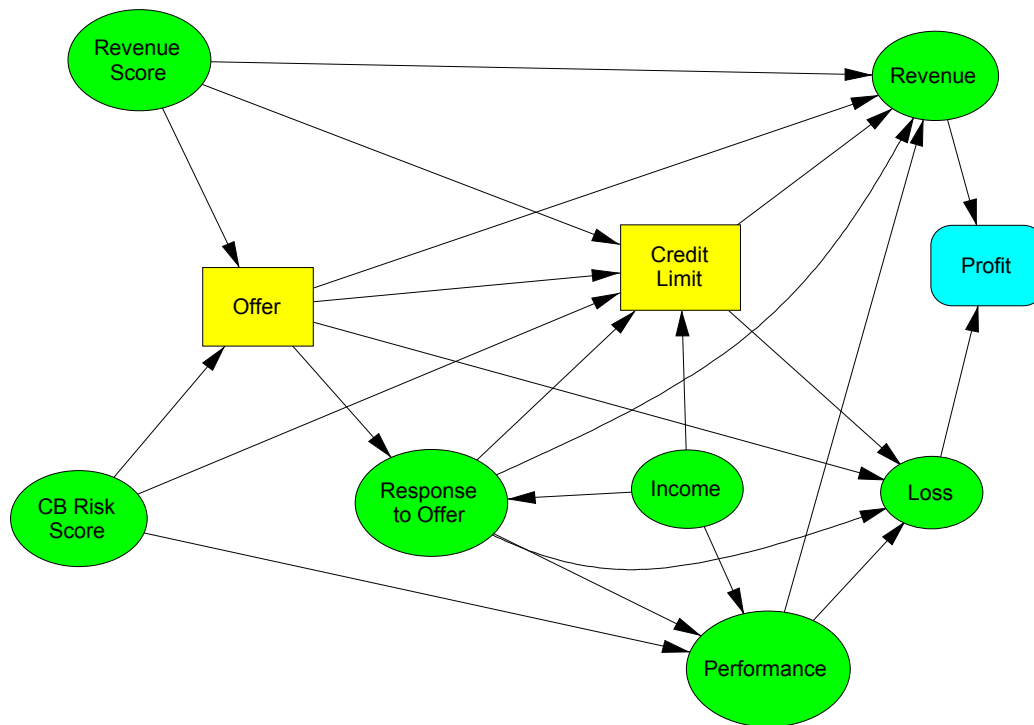 Revenue
Score
Revenue
Credit
Limit
Profit
Offer
CB Risk
Score
Response
to Offer
Income
Loss
Performance